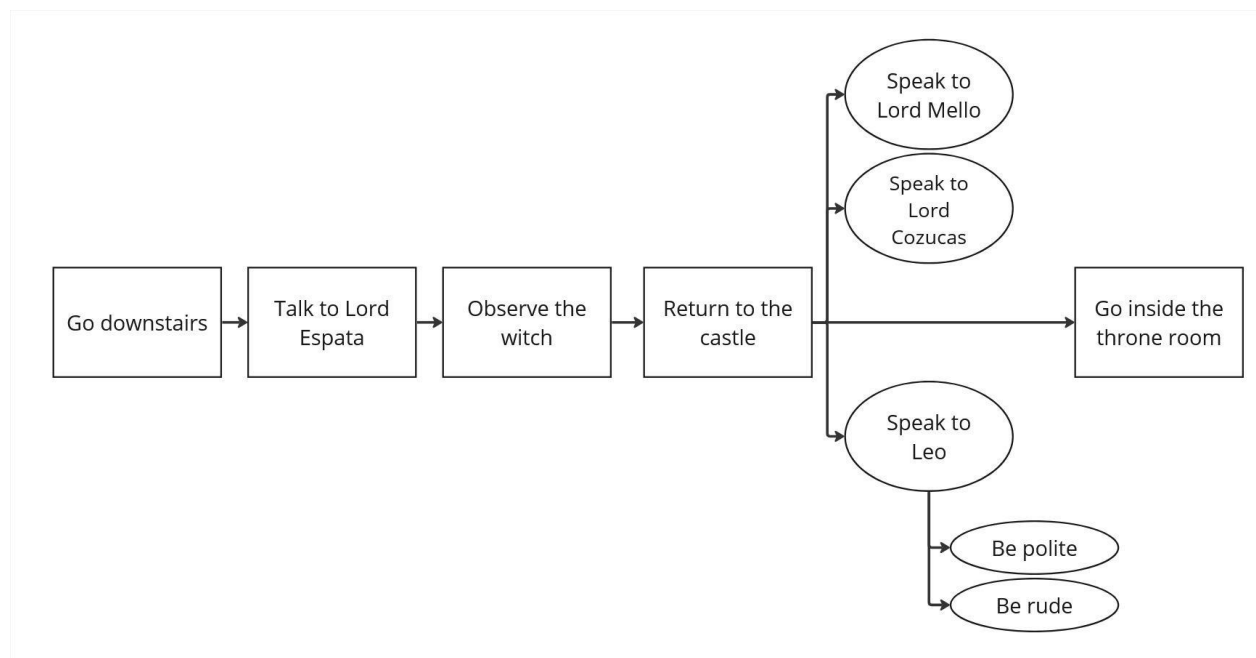 Go downstairs
Talk to Lord
Espata
Observe the
witch
Return to the
castle
Speak to
Lord Mello
Speak to
Lord
Cozucas
Go inside the
throne room
Speak to
Leo
Be polite
Be rude